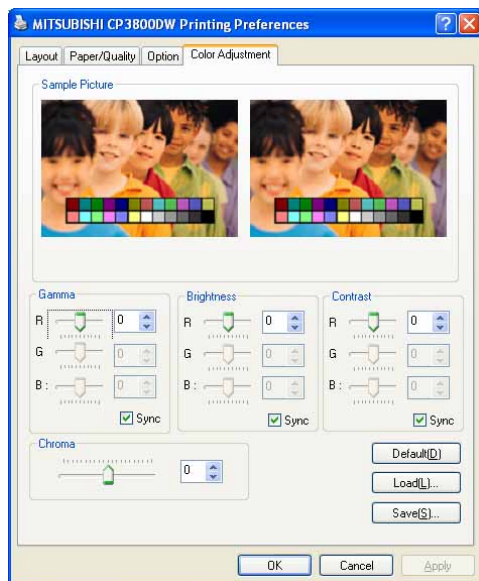 MITSUBISHI CP3800DW Printing Preferences
Layout Paper/Quality Option Color Adjustment
Sample Picture
Gamma Brightness Contrast
R 0 R 0 R 0
G 0 G 0 G 0
B : 0 B : 0 B : 0
Sync Sync Sync
Chroma
0
Default(D)
Load(L)...
Save(S)...
OK Cancel Apply